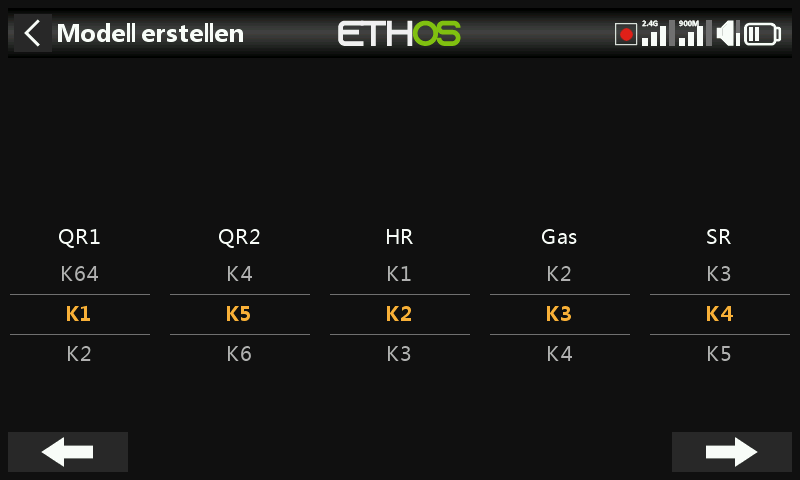 Modell erstellen ETHOS 2.4G 900M
QR1 QR2 HR Gas SR
K64 K4 K1 K2 K3
K1 K5 K2 K3 K4
K2 K6 K3 K4 K5